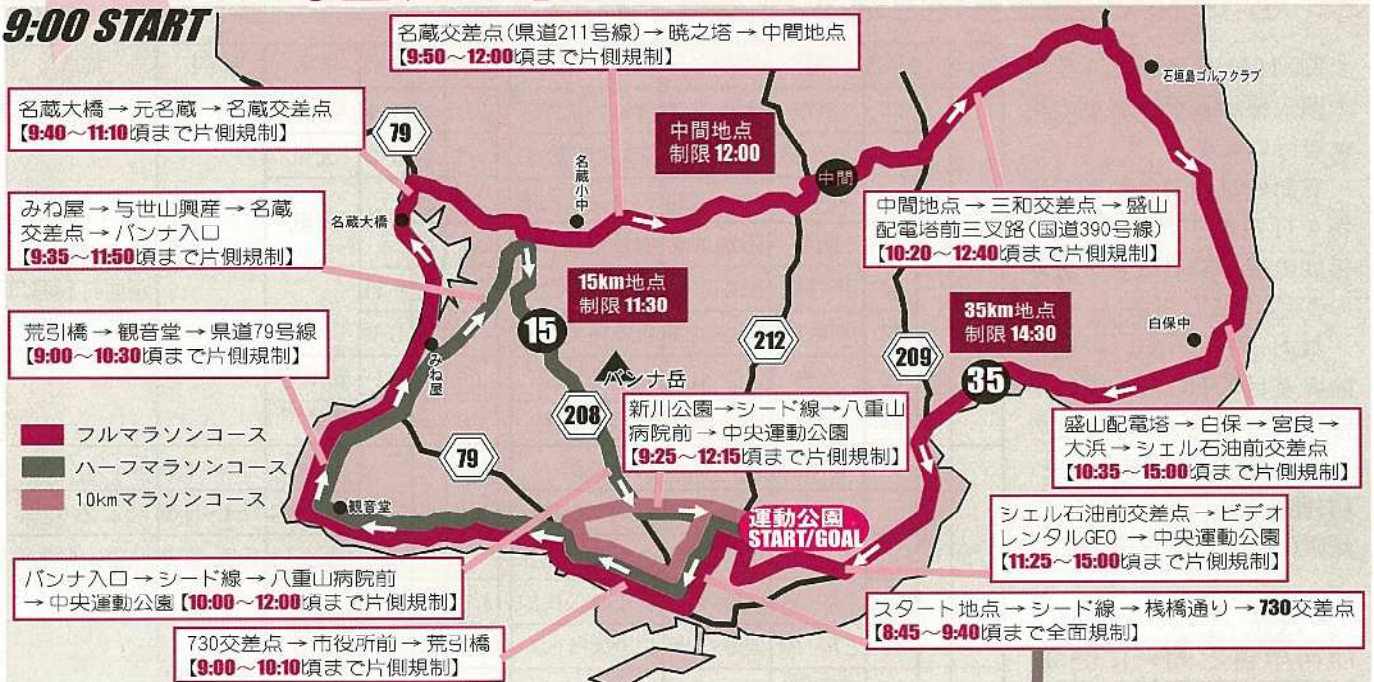 9:00 START
名蔵交差点(県道211号線)→暁之塔→中間地点
【9:50～12:00頃まで片側規制】
石垣島ゴルフクラブ
名蔵大橋→元名蔵→名蔵交差点
【9:40～11:10頃まで片側規制】
79
中間地点
制限 12:00
名蔵小中
中間
みね屋→与世山興産→名蔵
交差点→バンナ入口
【9:35～11:50頃まで片側規制】
名蔵大橋
中間地点→三和交差点→盛山
配電塔前三叉路(国道390号線)
【10:20～12:40頃まで片側規制】
15km地点
制限 11:30
35km地点
制限 14:30
荒引橋→観音堂→県道79号線
【9:00～10:30頃まで片側規制】
15
212
209
白保中
みね屋
バンナ岳
35
208
新川公園→シード線→八重山
病院前→中央運動公園
【9:25～12:15頃まで片側規制】
盛山配電塔→白保→宮良→
大浜→シェル石油前交差点
【10:35～15:00頃まで片側規制】
フルマラソンコース
ハーフマラソンコース
10kmマラソンコース
79
観音堂
運動公園
START/GOAL
シェル石油前交差点→ビデオ
レンタルGEO→中央運動公園
【11:25～15:00頃まで片側規制】
バンナ入口→シード線→八重山病院前
→中央運動公園【10:00～12:00頃まで片側規制】
スタート地点→シード線→桟橋通り→730交差点
【8:45～9:40頃まで全面規制】
730交差点→市役所前→荒引橋
【9:00～10:10頃まで片側規制】